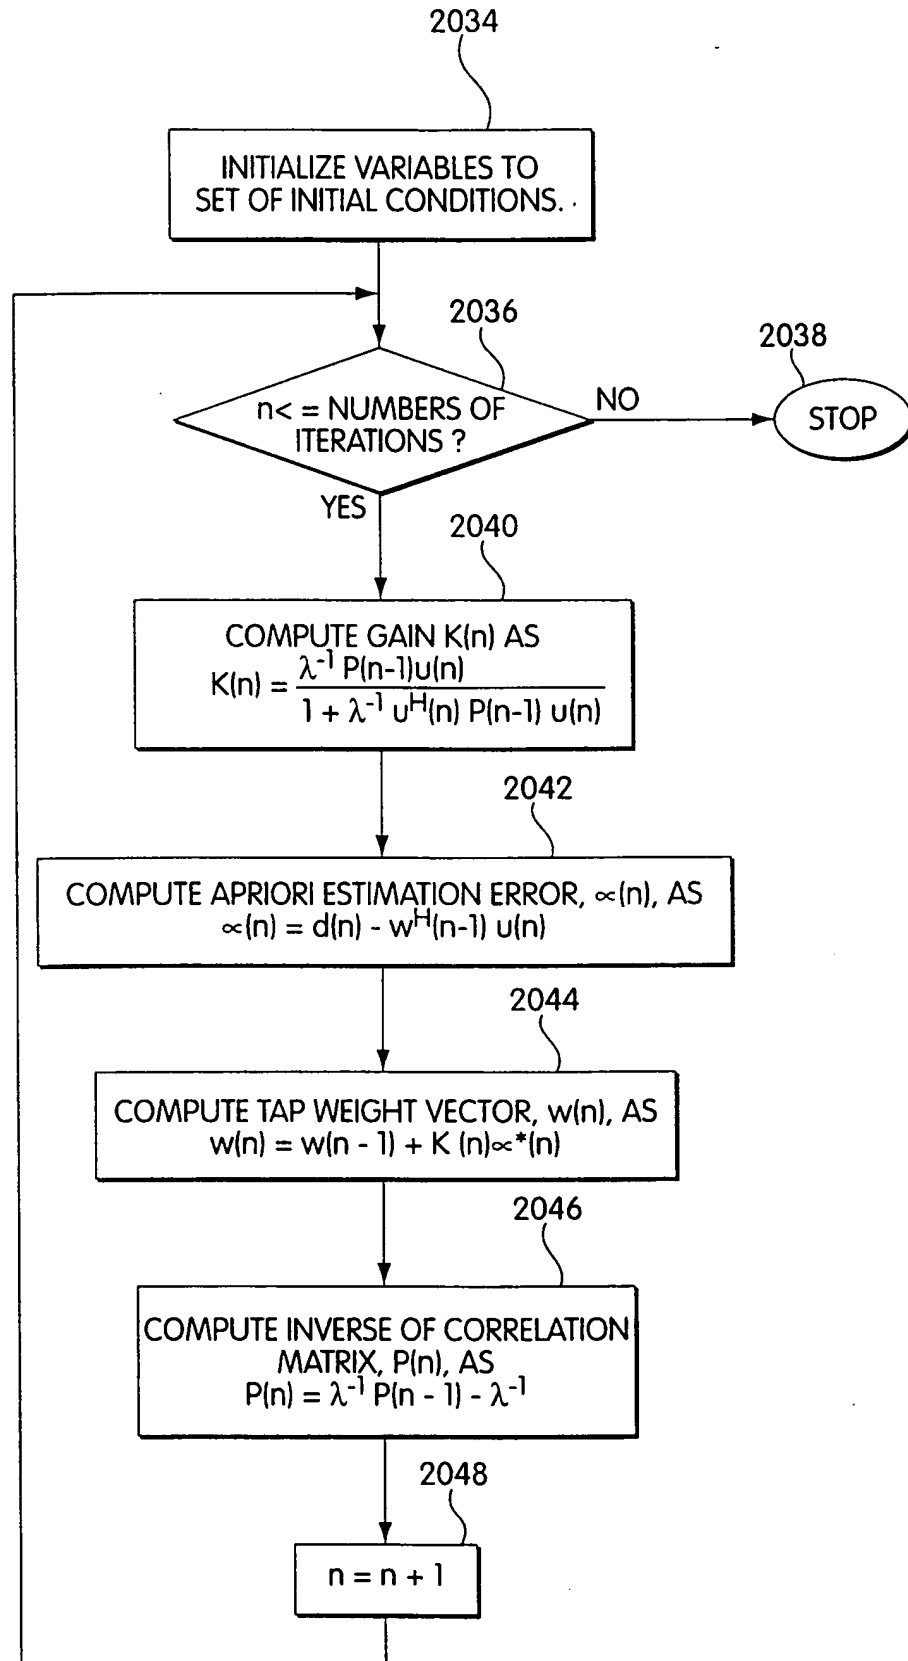 2034
INITIALIZE VARIABLES TO
SET OF INITIAL CONDITIONS.
2036
n< = NUMBERS OF
ITERATIONS ?
NO
2038
STOP
YES
2040
COMPUTE GAIN K(n) AS
K(n) = λ⁻¹ P(n-1)u(n) / 1 + λ⁻¹ uᴴ(n) P(n-1) u(n)
2042
COMPUTE APRIORI ESTIMATION ERROR, ∝(n), AS
∝(n) = d(n) - wᴴ(n-1) u(n)
2044
COMPUTE TAP WEIGHT VECTOR, w(n), AS
w(n) = w(n - 1) + K (n)∝*(n)
2046
COMPUTE INVERSE OF CORRELATION
MATRIX, P(n), AS
P(n) = λ⁻¹ P(n - 1) - λ⁻¹
2048
n = n + 1